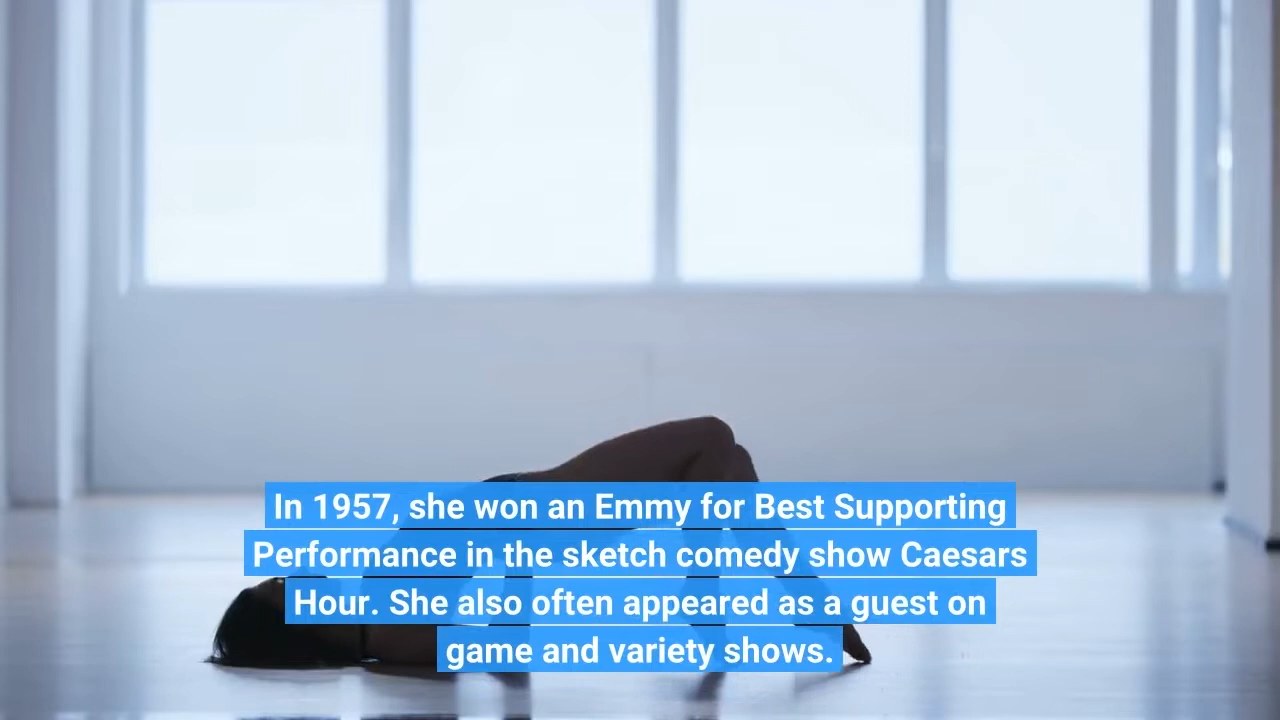 In 1957, she won an Emmy for Best Supporting
Performance in the sketch comedy show Caesars
Hour. She also often appeared as a guest on
game and variety shows.